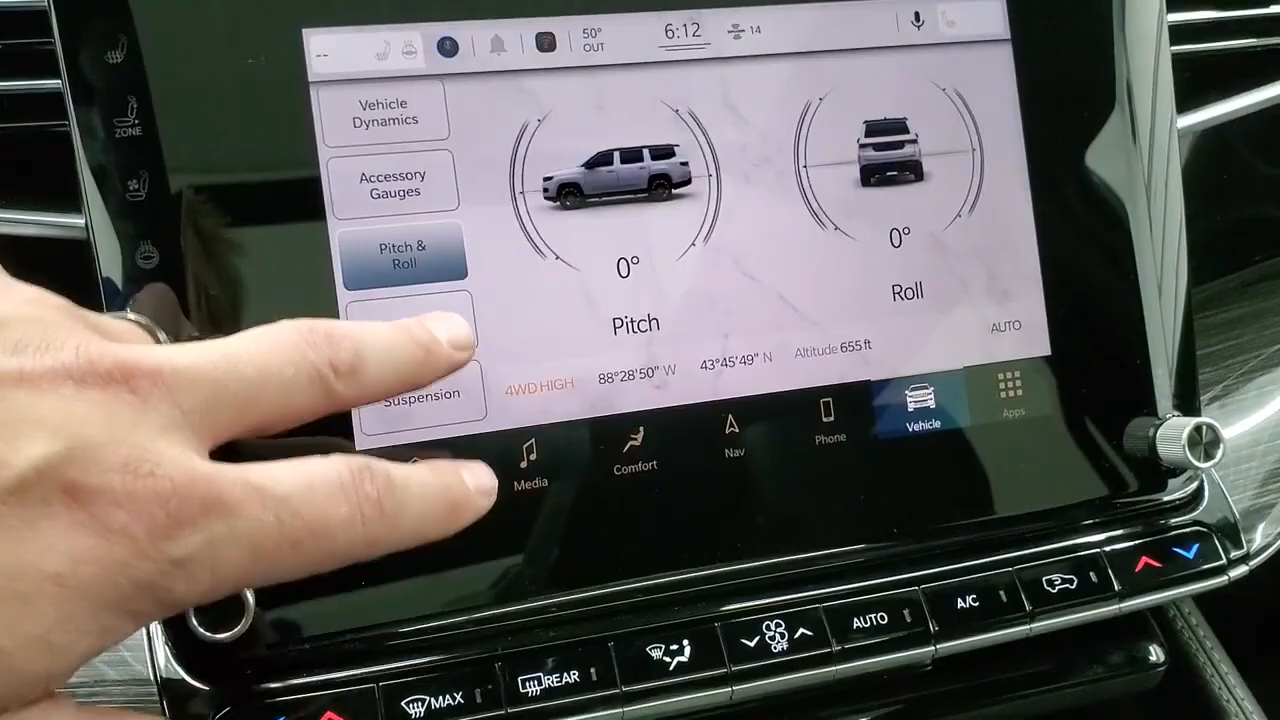 --
50°
OUT
6:12
14
ZONE
Vehicle
Dynamics
Accessory
Gauges
Pitch &
Roll
Suspension
0°
Pitch
0°
Roll
4WD HIGH
88°28'50" W
43°45'49" N
Altitude 655 ft
AUTO
Media
Comfort
Nav
Phone
Vehicle
Apps
MAX
REAR
OFF
AUTO
A/C